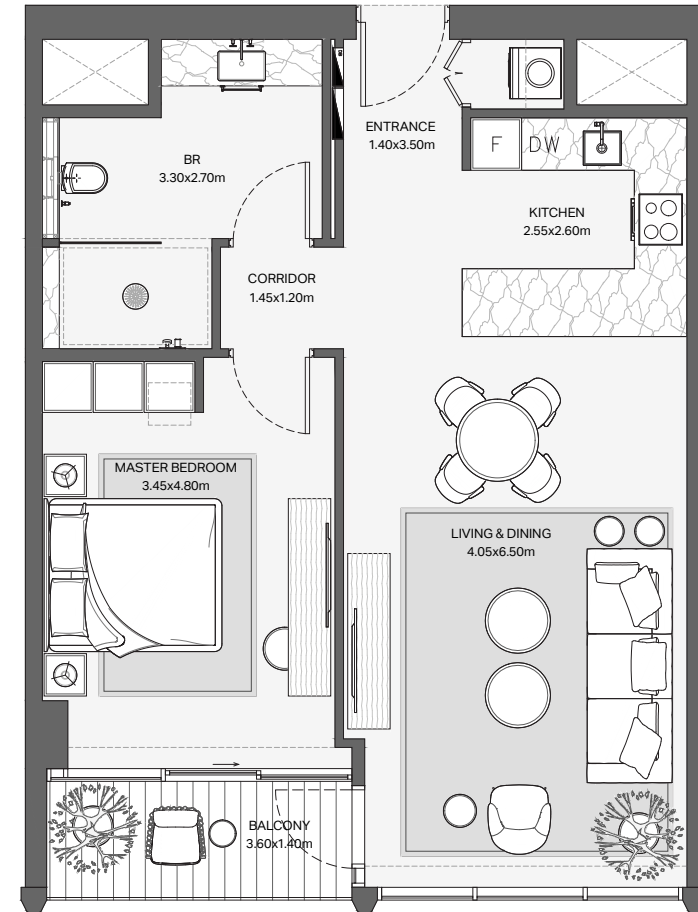 ENTRANCE
1.40x3.50m
F
DW
BR
3.30x2.70m
KITCHEN
2.55x2.60m
CORRIDOR
1.45x1.20m
MASTER BEDROOM
3.45x4.80m
LIVING & DINING
4.05x6.50m
BALCONY
3.60x1.40m